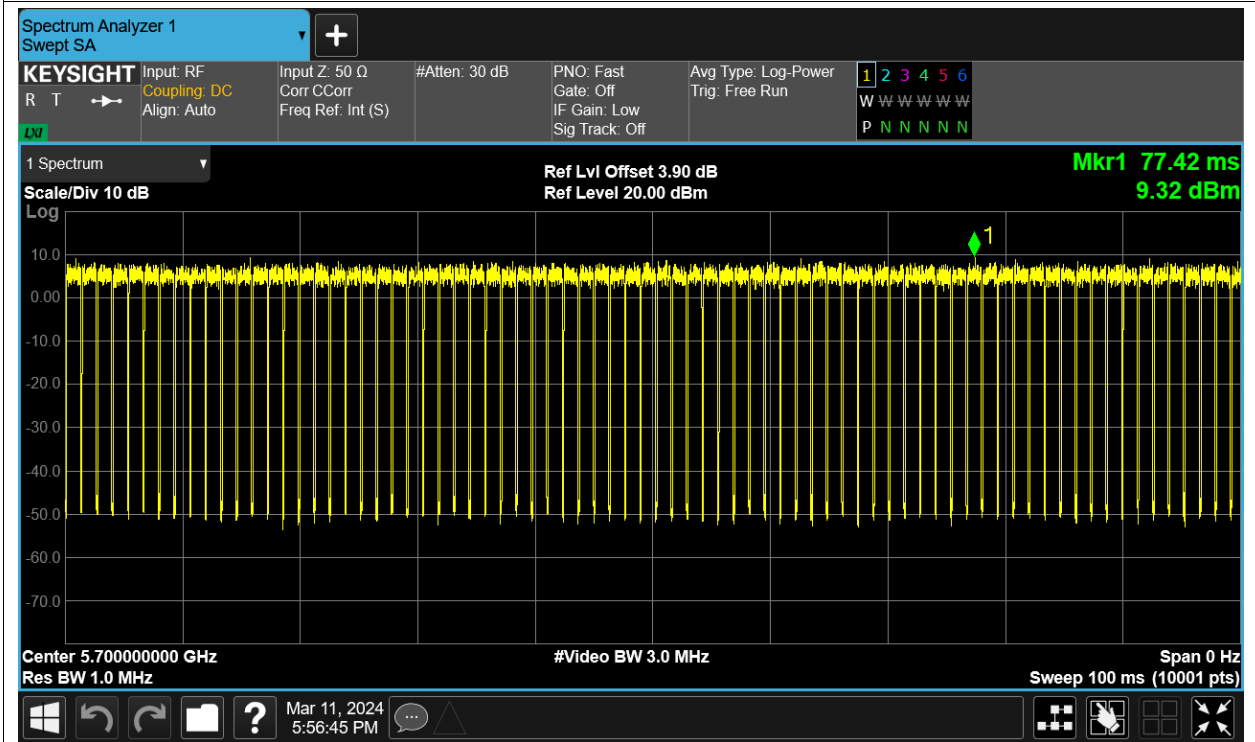 Spectrum Analyzer 1
Swept SA
KEYSIGHT
R T
LXI
Input: RF
Coupling: DC
Align: Auto
Input Z: 50 Ω
Corr CCorr
Freq Ref: Int (S)
#Atten: 30 dB
PNO: Fast
Gate: Off
IF Gain: Low
Sig Track: Off
Avg Type: Log-Power
Trig: Free Run
1 2 3 4 5 6
W W W W W W
P N N N N N
1 Spectrum
Scale/Div 10 dB
Ref Lvl Offset 3.90 dB
Ref Level 20.00 dBm
Mkr1 77.42 ms
9.32 dBm
Log
1
10.0
0.00
-10.0
-20.0
-30.0
-40.0
-50.0
-60.0
-70.0
Center 5.700000000 GHz
Res BW 1.0 MHz
#Video BW 3.0 MHz
Span 0 Hz
Sweep 100 ms (10001 pts)
?
Mar 11, 2024
5:56:45 PM